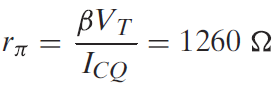 r_π = βV_T / I_CQ = 1260 Ω